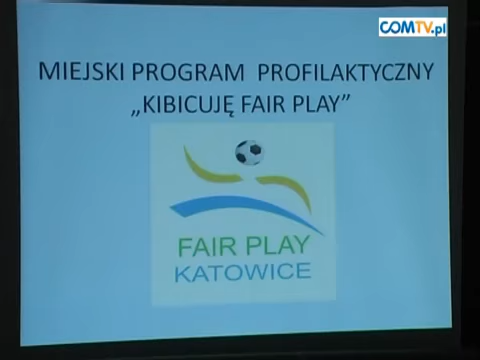 COMTV.pl
MIEJSKI PROGRAM PROFILAKTYCZNY
„KIBICUJĘ FAIR PLAY”
FAIR PLAY
KATOWICE